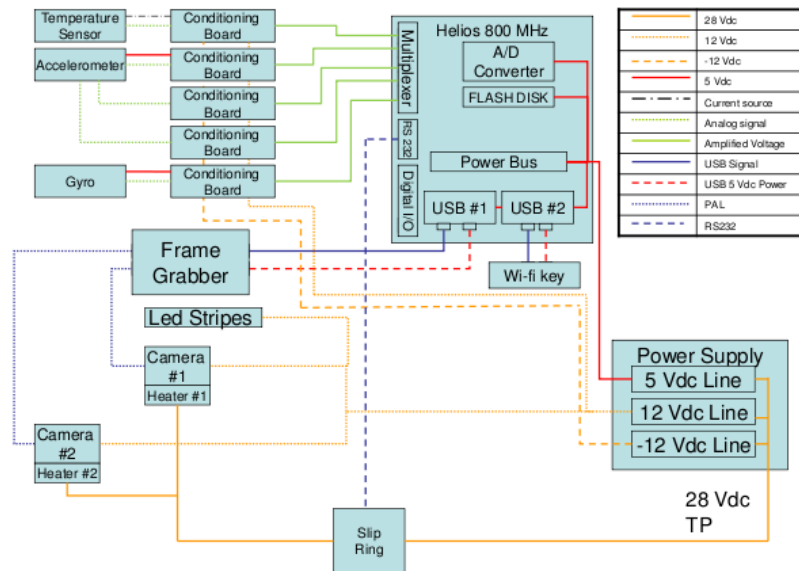 Temperature
Sensor
Conditioning
Board
Accelerometer
Conditioning
Board
Conditioning
Board
Conditioning
Board
Gyro
Conditioning
Board
Helios 800 MHz
Multiplexer
A/D
Converter
FLASH DISK
RS 232
Power Bus
Digital I/O
USB #1
USB #2
Wi-fi key
28 Vdc
12 Vdc
-12 Vdc
5 Vdc
Current source
Analog signal
Amplified Voltage
USB Signal
USB 5 Vdc Power
PAL
RS232
Frame
Grabber
Led Stripes
Camera
#1
Heater #1
Camera
#2
Heater #2
Power Supply
5 Vdc Line
12 Vdc Line
-12 Vdc Line
28 Vdc
TP
Slip
Ring